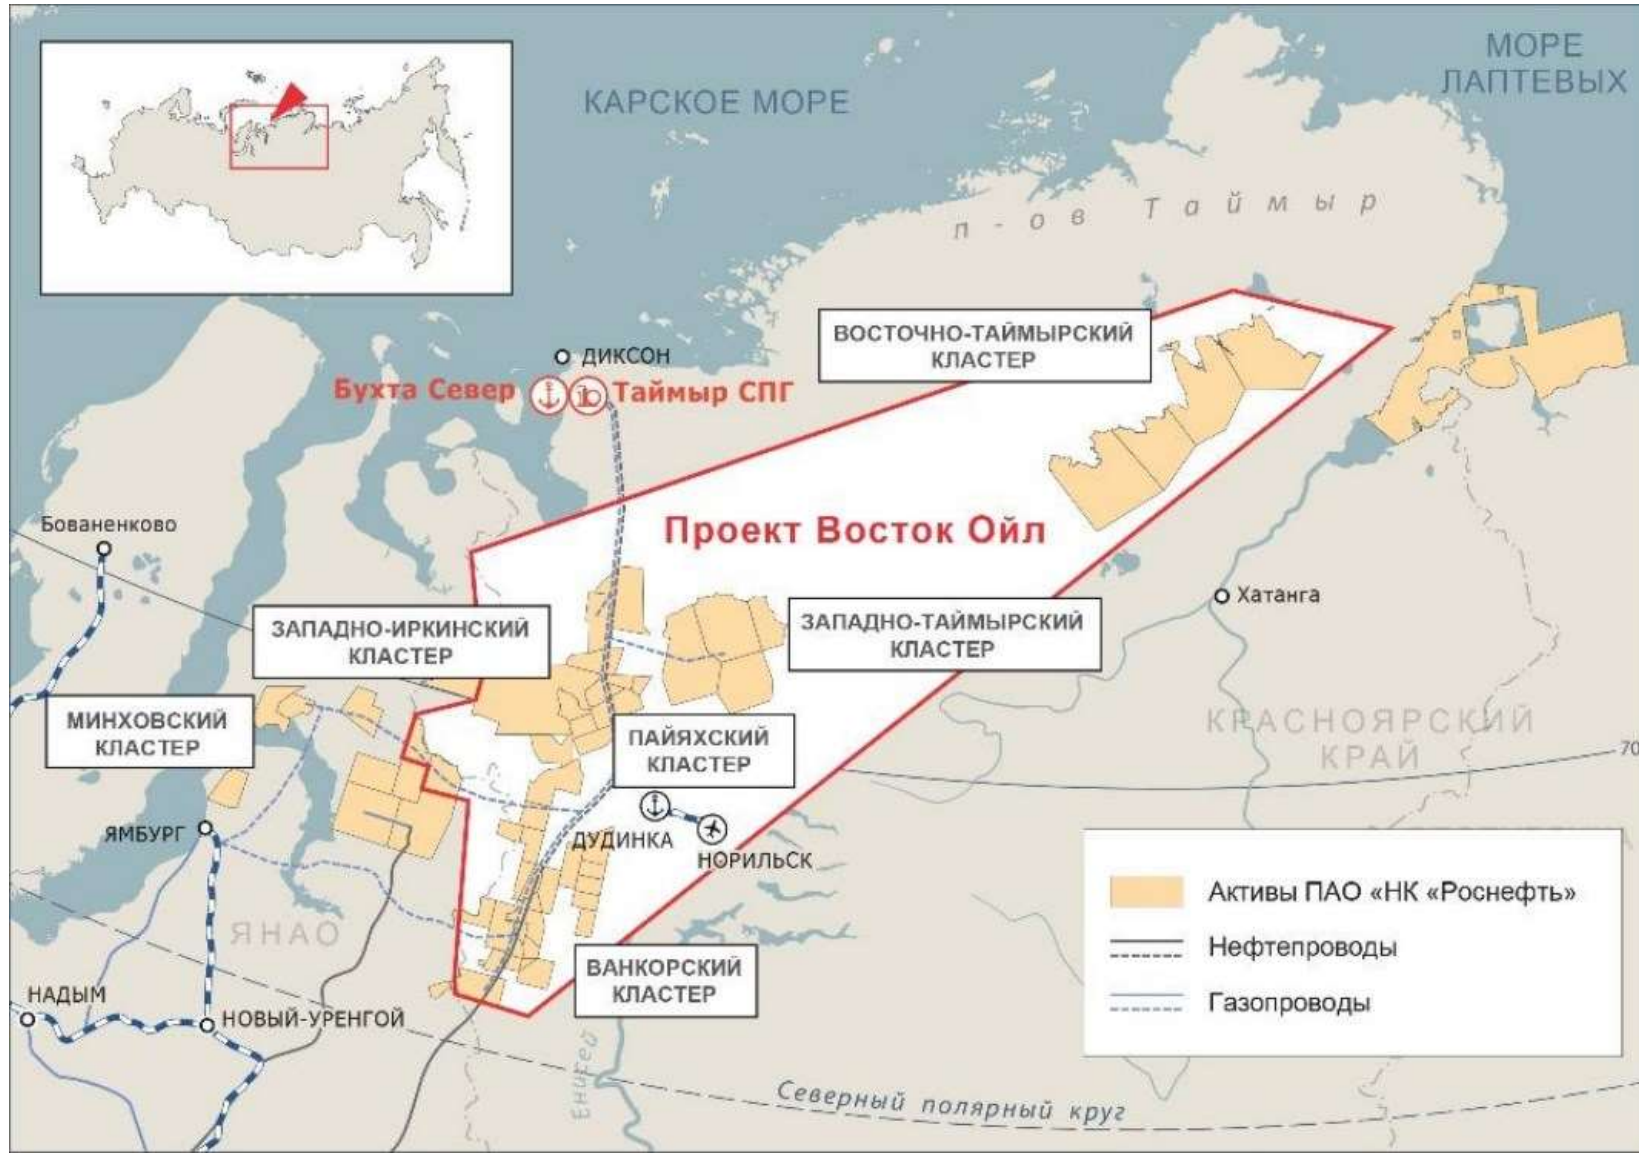 МОРЕ
ЛАПТЕВЫХ
КАРСКОЕ МОРЕ
п-ов Таймыр
ВОСТОЧНО-ТАЙМЫРСКИЙ
КЛАСТЕР
ДИКСОН
Бухта Север
Таймыр СПГ
Проект Восток Ойл
Бованенково
Хатанга
ЗАПАДНО-ИРКИНСКИЙ
КЛАСТЕР
ЗАПАДНО-ТАЙМЫРСКИЙ
КЛАСТЕР
МИНХОВСКИЙ
КЛАСТЕР
ПАЙЯХСКИЙ
КЛАСТЕР
КРАСНОЯРСКИЙ
КРАЙ
70
ЯМБУРГ
ДУДИНКА
НОРИЛЬСК
ЯНАО
ВАНКОРСКИЙ
КЛАСТЕР
НАДЫМ
НОВЫЙ-УРЕНГОЙ
Енисей
Северный полярный круг
Активы ПАО «НК «Роснефть»
Нефтепроводы
Газопроводы